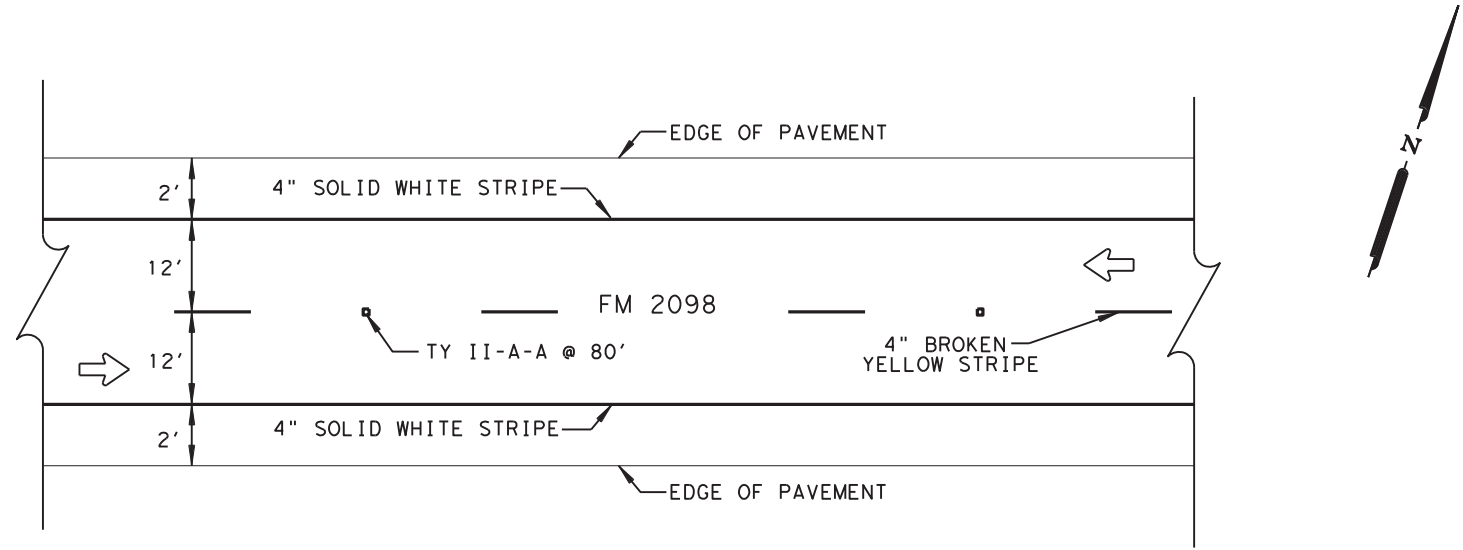 EDGE OF PAVEMENT
N
2'
4" SOLID WHITE STRIPE
12'
FM 2098
4" BROKEN
YELLOW STRIPE
TY II-A-A @ 80'
12'
4" SOLID WHITE STRIPE
2'
EDGE OF PAVEMENT